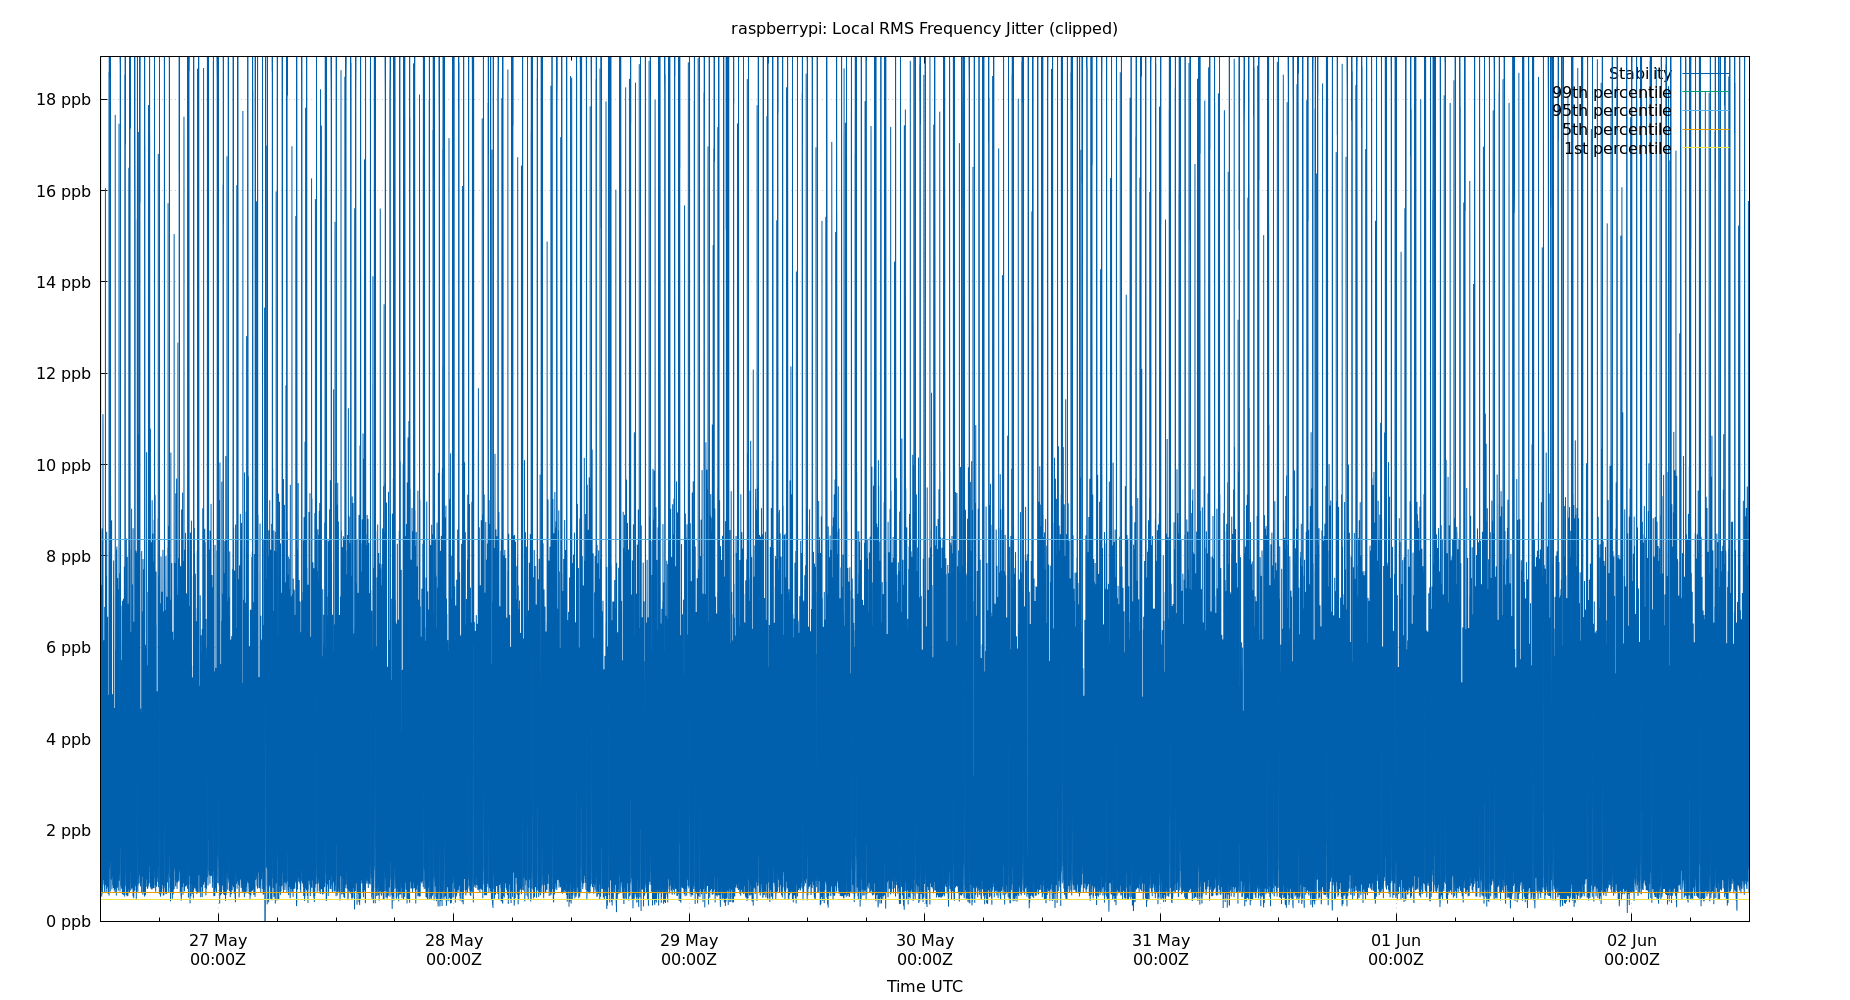 raspberrypi: Local RMS Frequency Jitter (clipped)
18 ppb
16 ppb
14 ppb
12 ppb
10 ppb
8 ppb
6 ppb
4 ppb
2 ppb
0 ppb
Stability
99th percentile
95th percentile
5th percentile
1st percentile
27 May 28 May 29 May 30 May 31 May 01 Jun 02 Jun
00:00Z 00:00Z 00:00Z 00:00Z 00:00Z 00:00Z 00:00Z
Time UTC